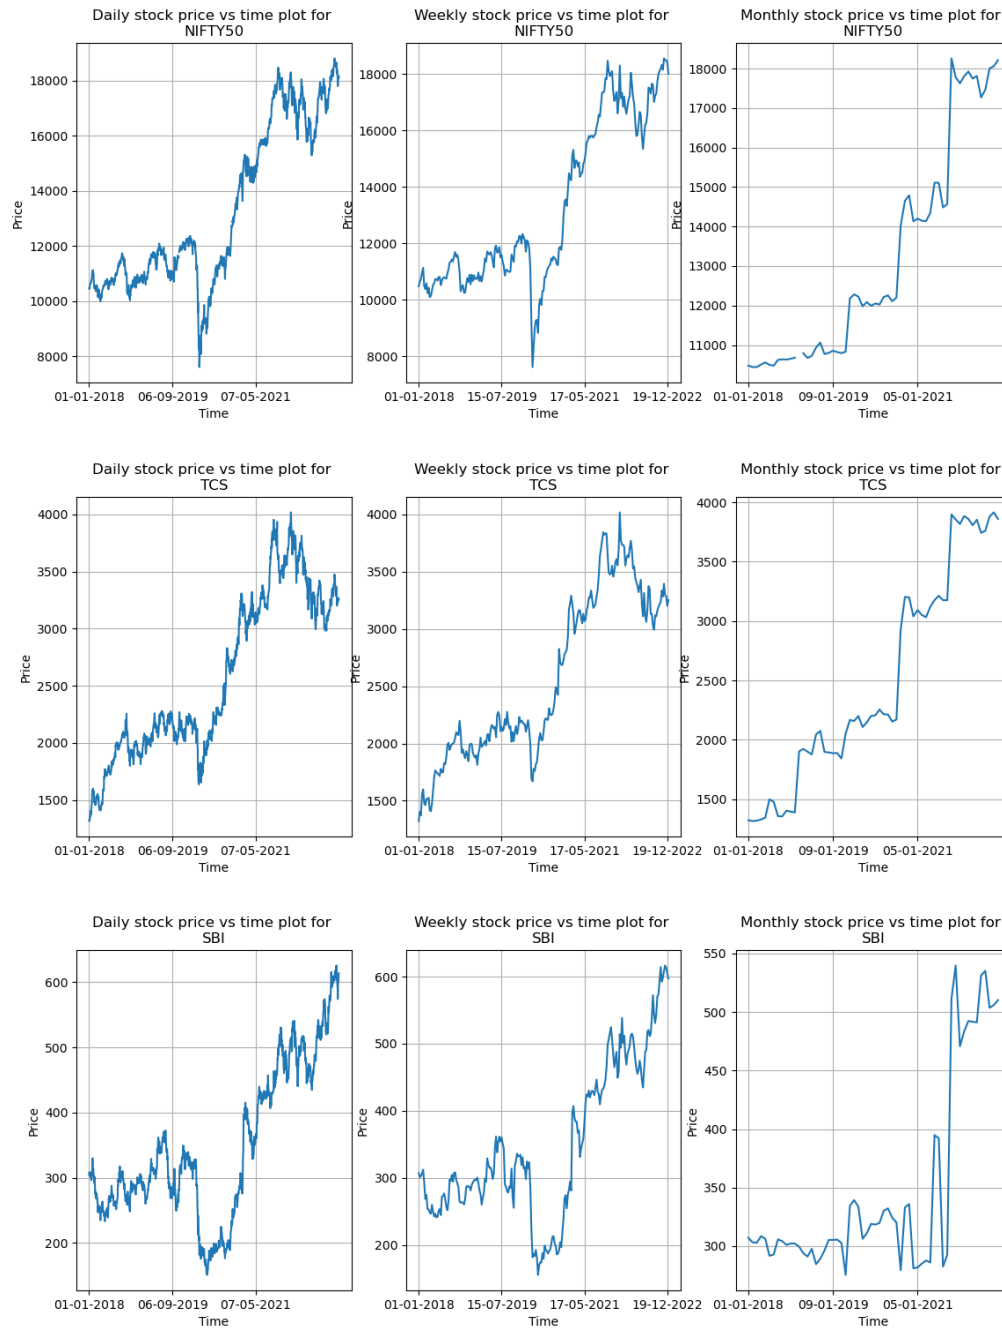 Daily stock price vs time plot for
NIFTY50
Weekly stock price vs time plot for
NIFTY50
Monthly stock price vs time plot for
NIFTY50
18000
16000
14000
12000
10000
8000
Price
01-01-2018 06-09-2019 07-05-2021
Time
18000
16000
14000
12000
10000
8000
Price
01-01-2018 15-07-2019 17-05-2021 19-12-2022
Time
18000
17000
16000
15000
14000
13000
12000
11000
Price
01-01-2018 09-01-2019 05-01-2021
Time
Daily stock price vs time plot for
TCS
Weekly stock price vs time plot for
TCS
Monthly stock price vs time plot for
TCS
4000
3500
3000
2500
2000
1500
Price
01-01-2018 06-09-2019 07-05-2021
Time
4000
3500
3000
2500
2000
1500
Price
01-01-2018 15-07-2019 17-05-2021 19-12-2022
Time
4000
3500
3000
2500
2000
1500
Price
01-01-2018 09-01-2019 05-01-2021
Time
Daily stock price vs time plot for
SBI
Weekly stock price vs time plot for
SBI
Monthly stock price vs time plot for
SBI
600
500
400
300
200
Price
01-01-2018 06-09-2019 07-05-2021
Time
600
500
400
300
200
Price
01-01-2018 15-07-2019 17-05-2021 19-12-2022
Time
550
500
450
400
350
300
Price
01-01-2018 09-01-2019 05-01-2021
Time